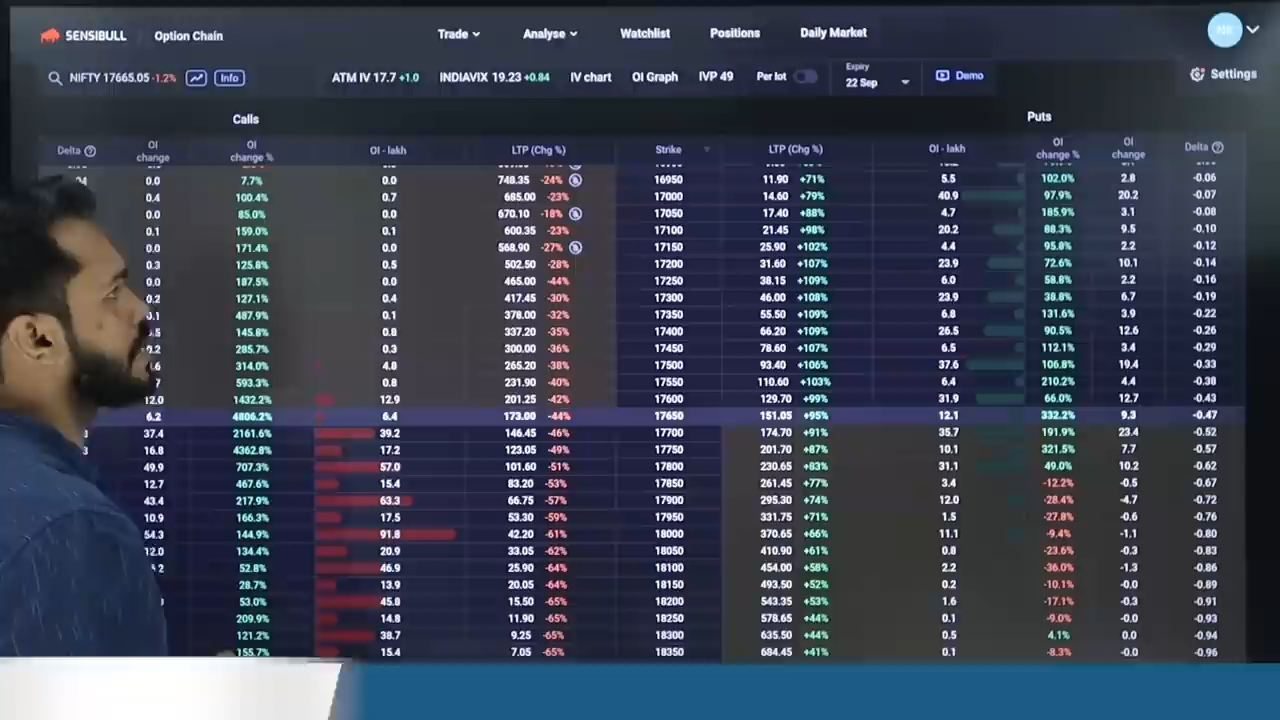 SENSIBULL Option Chain Trade Analyse Watchlist Positions Daily Market
NIFTY 17665.05 -1.2% Info ATM IV 17.7 +1.0 INDIAVIX 19.23 +0.84 IV chart OI Graph IVP 49 Per lot Expiry 22 Sep Demo Settings
Calls Puts
Delta OI change OI change % OI - lakh LTP (Chg %) Strike LTP (Chg %) OI - lakh OI change % OI change Delta
0.0 7.7% 0.0 748.35 -24% 16950 11.90 +71% 5.5 102.0% 2.8 -0.06
0.4 100.4% 0.7 685.00 -23% 17000 14.60 +79% 40.9 97.9% 20.2 -0.07
0.0 85.0% 0.0 670.10 -18% 17050 17.40 +88% 4.7 185.9% 3.1 -0.08
0.1 159.0% 0.1 600.35 -23% 17100 21.45 +98% 20.2 88.3% 9.5 -0.10
0.0 171.4% 0.0 568.90 -27% 17150 25.90 +102% 4.4 95.8% 2.2 -0.12
0.3 125.8% 0.5 502.50 -28% 17200 31.60 +107% 23.9 72.6% 10.1 -0.14
0.0 187.5% 0.0 465.00 -44% 17250 38.15 +109% 6.0 58.8% 2.2 -0.16
0.2 127.1% 0.4 417.45 -30% 17300 46.00 +108% 23.9 38.8% 6.7 -0.19
487.9% 0.1 378.00 -32% 17350 55.50 +109% 6.8 131.6% 3.9 -0.22
145.8% 0.8 337.20 -35% 17400 66.20 +109% 26.5 90.5% 12.6 -0.26
285.7% 0.3 300.00 -36% 17450 78.60 +107% 6.5 112.1% 3.4 -0.29
314.0% 4.8 265.20 -38% 17500 93.40 +106% 37.6 106.8% 19.4 -0.33
593.3% 0.8 231.90 -40% 17550 110.60 +103% 6.4 210.2% 4.4 -0.38
12.0 1432.2% 12.9 201.25 -42% 17600 129.70 +99% 31.9 66.0% 12.7 -0.43
6.2 4806.2% 6.4 173.00 -44% 17650 151.05 +95% 12.1 332.2% 9.3 -0.47
37.4 2161.6% 39.2 146.45 -46% 17700 174.70 +91% 35.7 191.9% 23.4 -0.52
16.8 4362.8% 17.2 123.05 -49% 17750 201.70 +87% 10.1 321.5% 7.7 -0.57
49.9 707.3% 57.0 101.60 -51% 17800 230.65 +83% 31.1 49.0% 10.2 -0.62
12.7 467.6% 15.4 83.20 -53% 17850 261.45 +77% 3.4 -12.2% -0.5 -0.67
43.4 217.9% 63.3 66.75 -57% 17900 295.30 +74% 12.0 -28.4% -4.7 -0.72
10.9 166.3% 17.5 53.30 -59% 17950 331.75 +71% 1.5 -27.8% -0.6 -0.76
54.3 144.9% 91.8 42.20 -61% 18000 370.65 +66% 11.1 -9.4% -1.1 -0.80
12.0 134.4% 20.9 33.05 -62% 18050 410.90 +61% 0.8 -23.6% -0.3 -0.83
52.8% 46.9 25.90 -64% 18100 454.00 +58% 2.2 -36.0% -1.3 -0.86
28.7% 13.9 20.05 -64% 18150 493.50 +52% 0.2 -10.1% -0.0 -0.89
53.0% 45.8 15.50 -65% 18200 543.35 +53% 1.6 -17.1% -0.3 -0.91
209.9% 14.8 11.90 -65% 18250 578.65 +44% 0.1 -9.0% -0.0 -0.93
121.2% 38.7 9.25 -65% 18300 635.50 +44% 0.5 4.1% 0.0 -0.94
155.7% 15.4 7.05 -65% 18350 684.45 +41% 0.1 -8.3% -0.0 -0.96